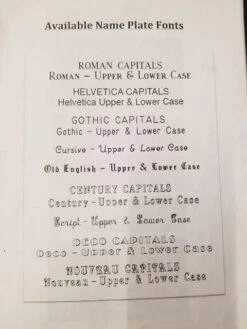 Available Name Plate Fonts
ROMAN CAPITALS
Roman – Upper & Lower Case
HELVETICA CAPITALS
Helvetica Upper & Lower Case
GOTHIC CAPITALS
Gothic - Upper & Lower Case
Cursive - Upper & Lower Case
Old English - Upper & Lower Case
CENTURY CAPITALS
Century - Upper & Lower Case
Script - Upper & Lower Case
DECO CAPITALS
Deco - Upper & Lower Case
NOUVEAU CAPITALS
Nouveau - Upper & Lower Case